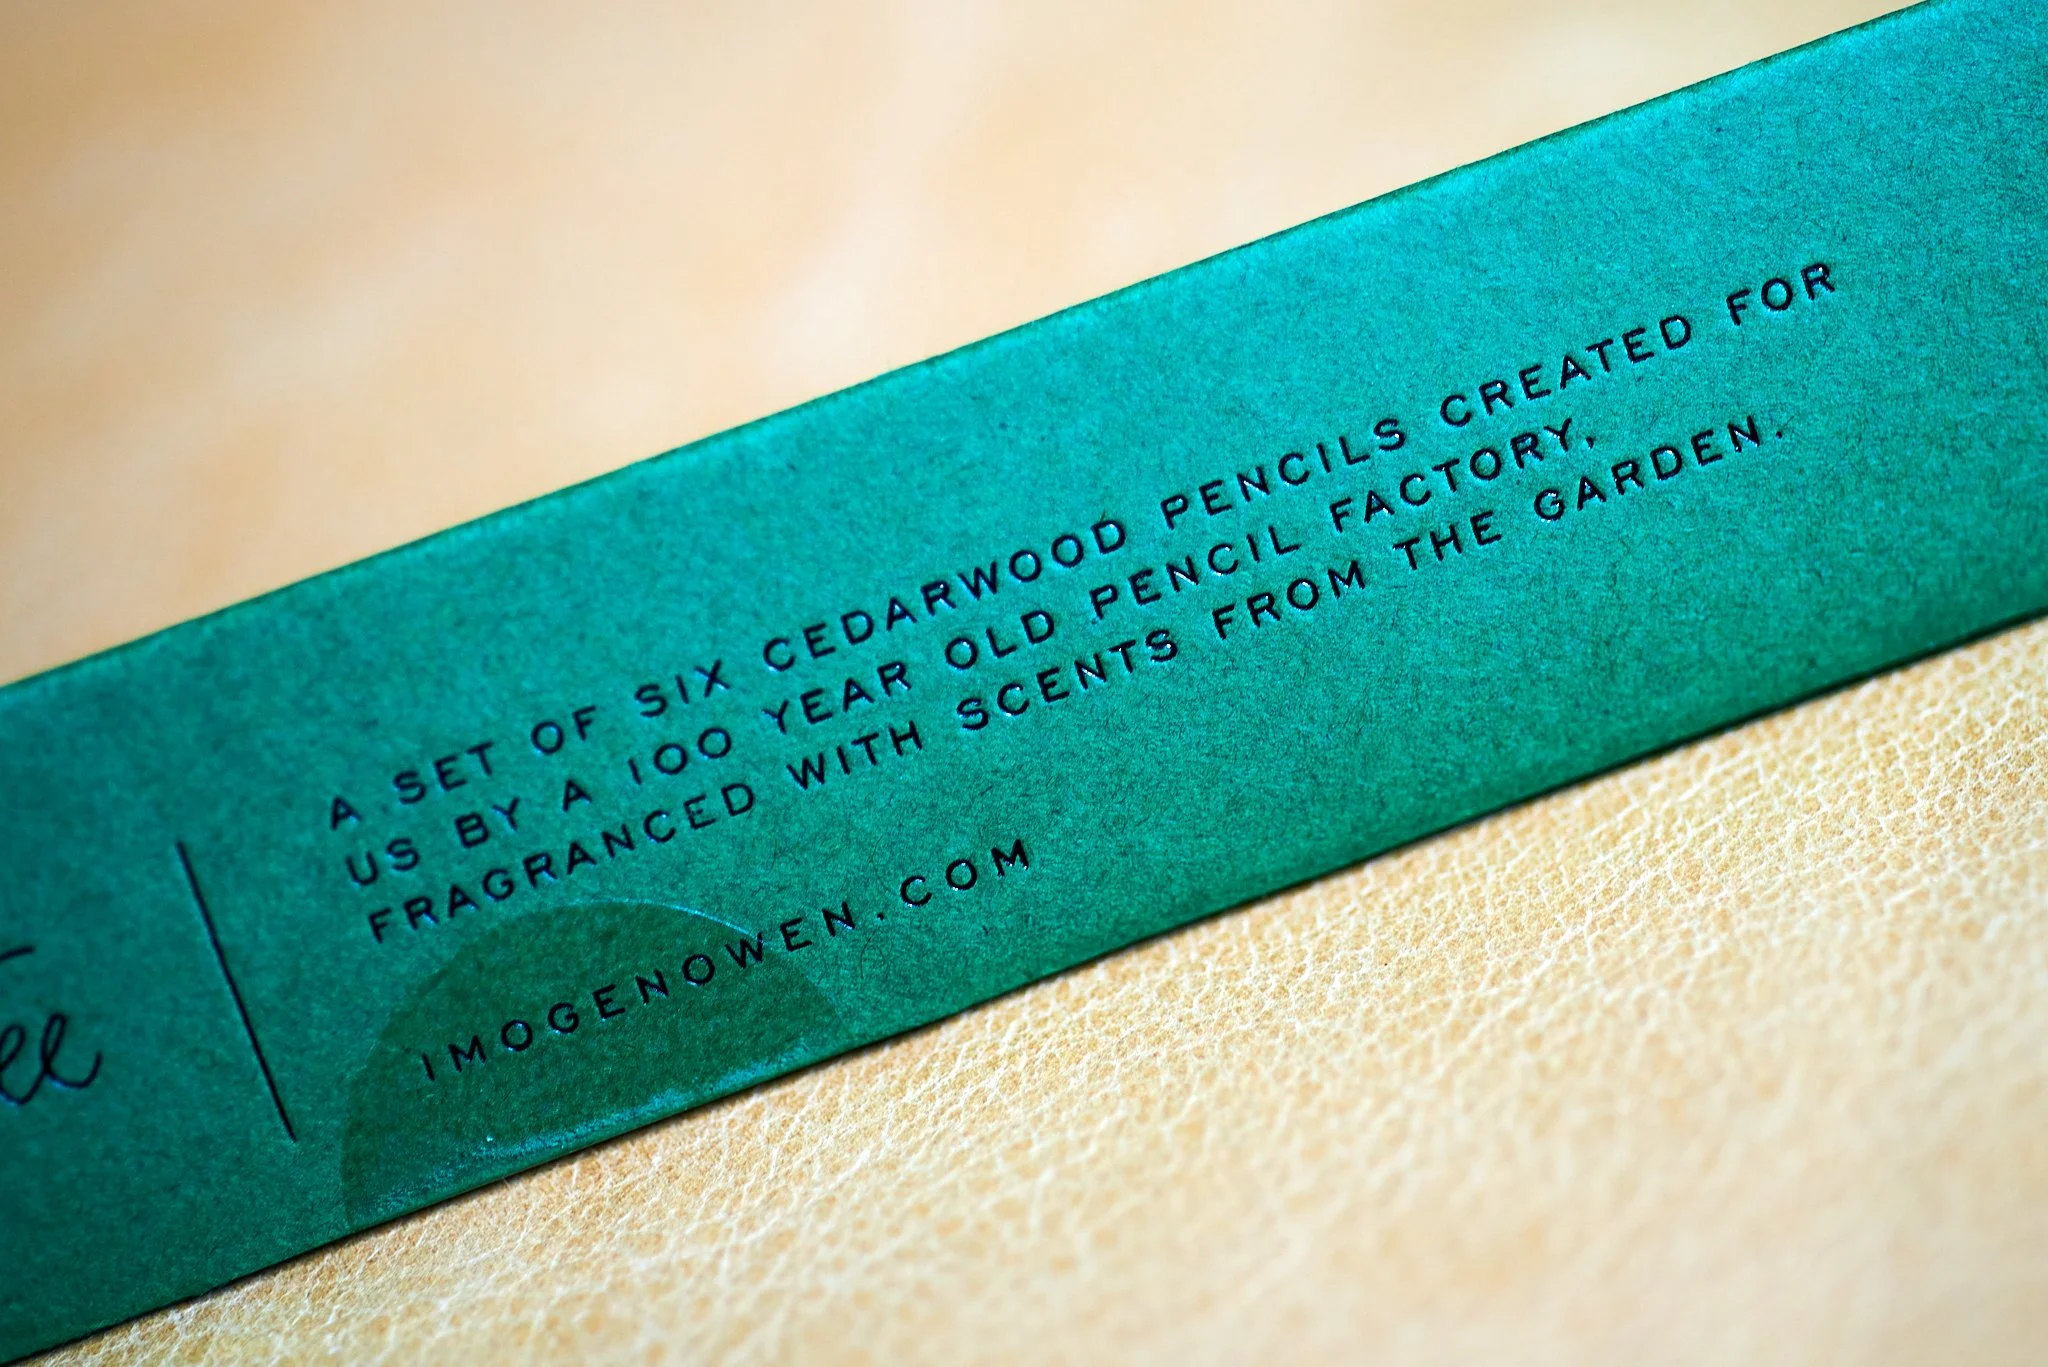 A SET OF SIX CEDARWOOD PENCILS CREATED FOR
US BY A 100 YEAR OLD PENCIL FACTORY,
FRAGRANCED WITH SCENTS FROM THE GARDEN.
IMOGENOWEN.COM